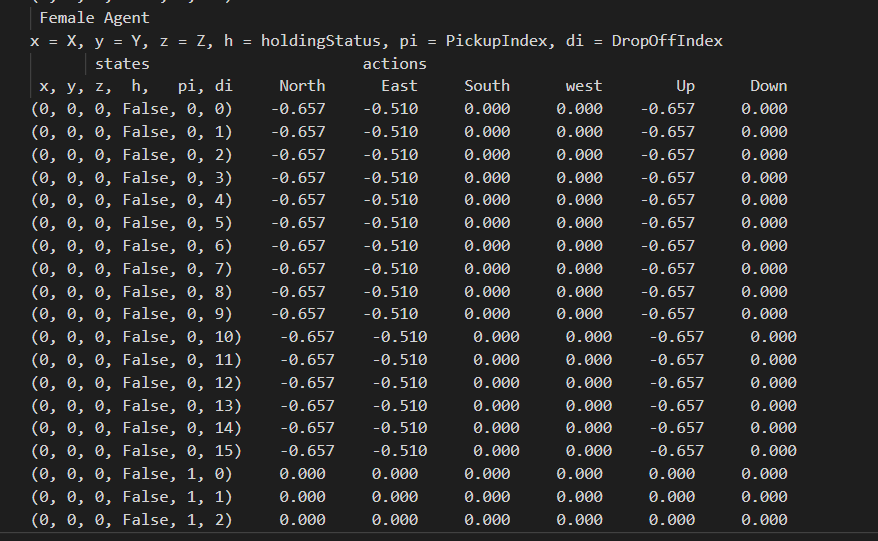 Female Agent
x = X, y = Y, z = Z, h = holdingStatus, pi = PickupIndex, di = DropOffIndex
states actions
x, y, z, h, pi, di North East South west Up Down
(0, 0, 0, False, 0, 0) -0.657 -0.510 0.000 0.000 -0.657 0.000
(0, 0, 0, False, 0, 1) -0.657 -0.510 0.000 0.000 -0.657 0.000
(0, 0, 0, False, 0, 2) -0.657 -0.510 0.000 0.000 -0.657 0.000
(0, 0, 0, False, 0, 3) -0.657 -0.510 0.000 0.000 -0.657 0.000
(0, 0, 0, False, 0, 4) -0.657 -0.510 0.000 0.000 -0.657 0.000
(0, 0, 0, False, 0, 5) -0.657 -0.510 0.000 0.000 -0.657 0.000
(0, 0, 0, False, 0, 6) -0.657 -0.510 0.000 0.000 -0.657 0.000
(0, 0, 0, False, 0, 7) -0.657 -0.510 0.000 0.000 -0.657 0.000
(0, 0, 0, False, 0, 8) -0.657 -0.510 0.000 0.000 -0.657 0.000
(0, 0, 0, False, 0, 9) -0.657 -0.510 0.000 0.000 -0.657 0.000
(0, 0, 0, False, 0, 10) -0.657 -0.510 0.000 0.000 -0.657 0.000
(0, 0, 0, False, 0, 11) -0.657 -0.510 0.000 0.000 -0.657 0.000
(0, 0, 0, False, 0, 12) -0.657 -0.510 0.000 0.000 -0.657 0.000
(0, 0, 0, False, 0, 13) -0.657 -0.510 0.000 0.000 -0.657 0.000
(0, 0, 0, False, 0, 14) -0.657 -0.510 0.000 0.000 -0.657 0.000
(0, 0, 0, False, 0, 15) -0.657 -0.510 0.000 0.000 -0.657 0.000
(0, 0, 0, False, 1, 0) 0.000 0.000 0.000 0.000 0.000 0.000
(0, 0, 0, False, 1, 1) 0.000 0.000 0.000 0.000 0.000 0.000
(0, 0, 0, False, 1, 2) 0.000 0.000 0.000 0.000 0.000 0.000